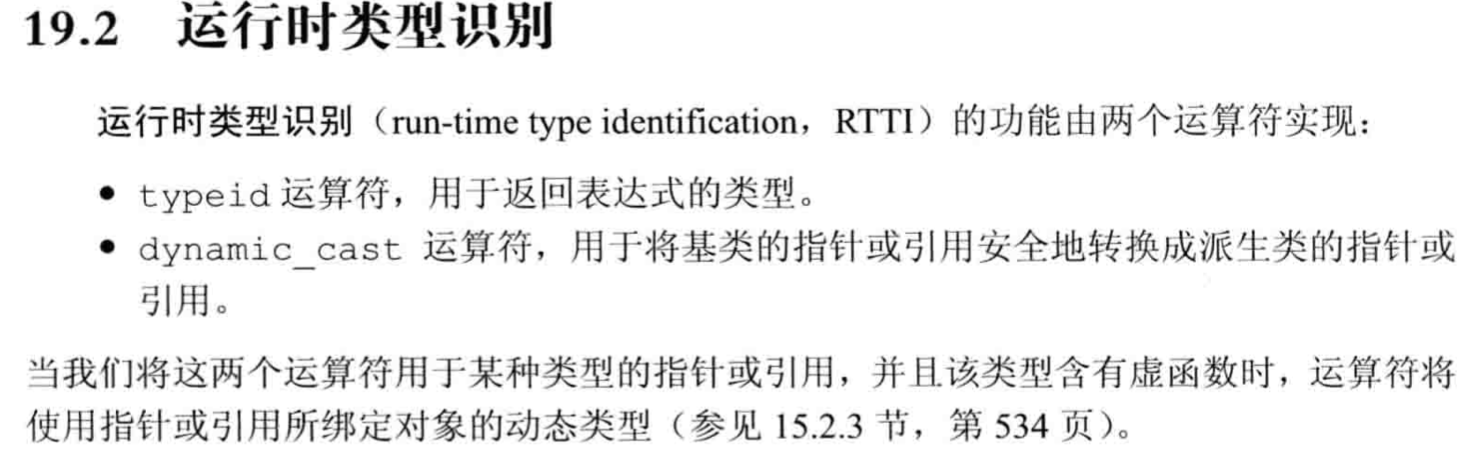 19.2 运行时类型识别
运行时类型识别（run-time type identification，RTTI）的功能由两个运算符实现：
• typeid 运算符，用于返回表达式的类型。
• dynamic_cast 运算符，用于将基类的指针或引用安全地转换成派生类的指针或
引用。
当我们将这两个运算符用于某种类型的指针或引用，并且该类型含有虚函数时，运算符将
使用指针或引用所绑定对象的动态类型（参见 15.2.3 节，第 534 页）。